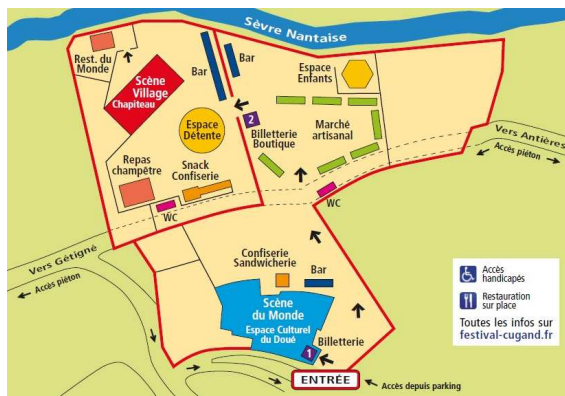 Sèvre Nantaise
Rest. du
Monde
Bar
Bar
Scène
Village
Chapiteau
Espace
Enfants
Espace
Détente
2
Billetterie
Boutique
Marché
artisanal
Vers Antières
Accès piéton
Repas
champêtre
Snack
Confiserie
WC
WC
Vers Gétigné
Accès piéton
Confiserie
Sandwicherie
Bar
Scène
du Monde
Espace Culturel
du Doué
Billetterie
1
ENTRÉE
Accès depuis parking
Accès
handicapés
Restauration
sur place
Toutes les infos sur
festival-cugand.fr